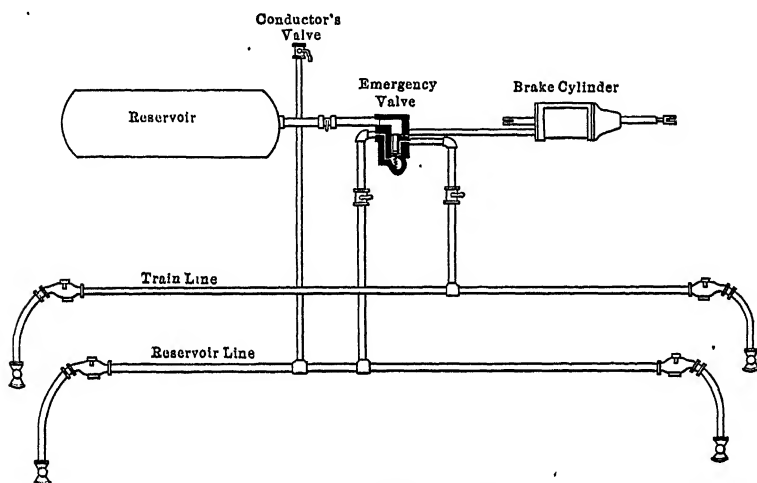 Conductor's
Valve
Emergency
Valve
Brake Cylinder
Reservoir
Train Line
Reservoir Line